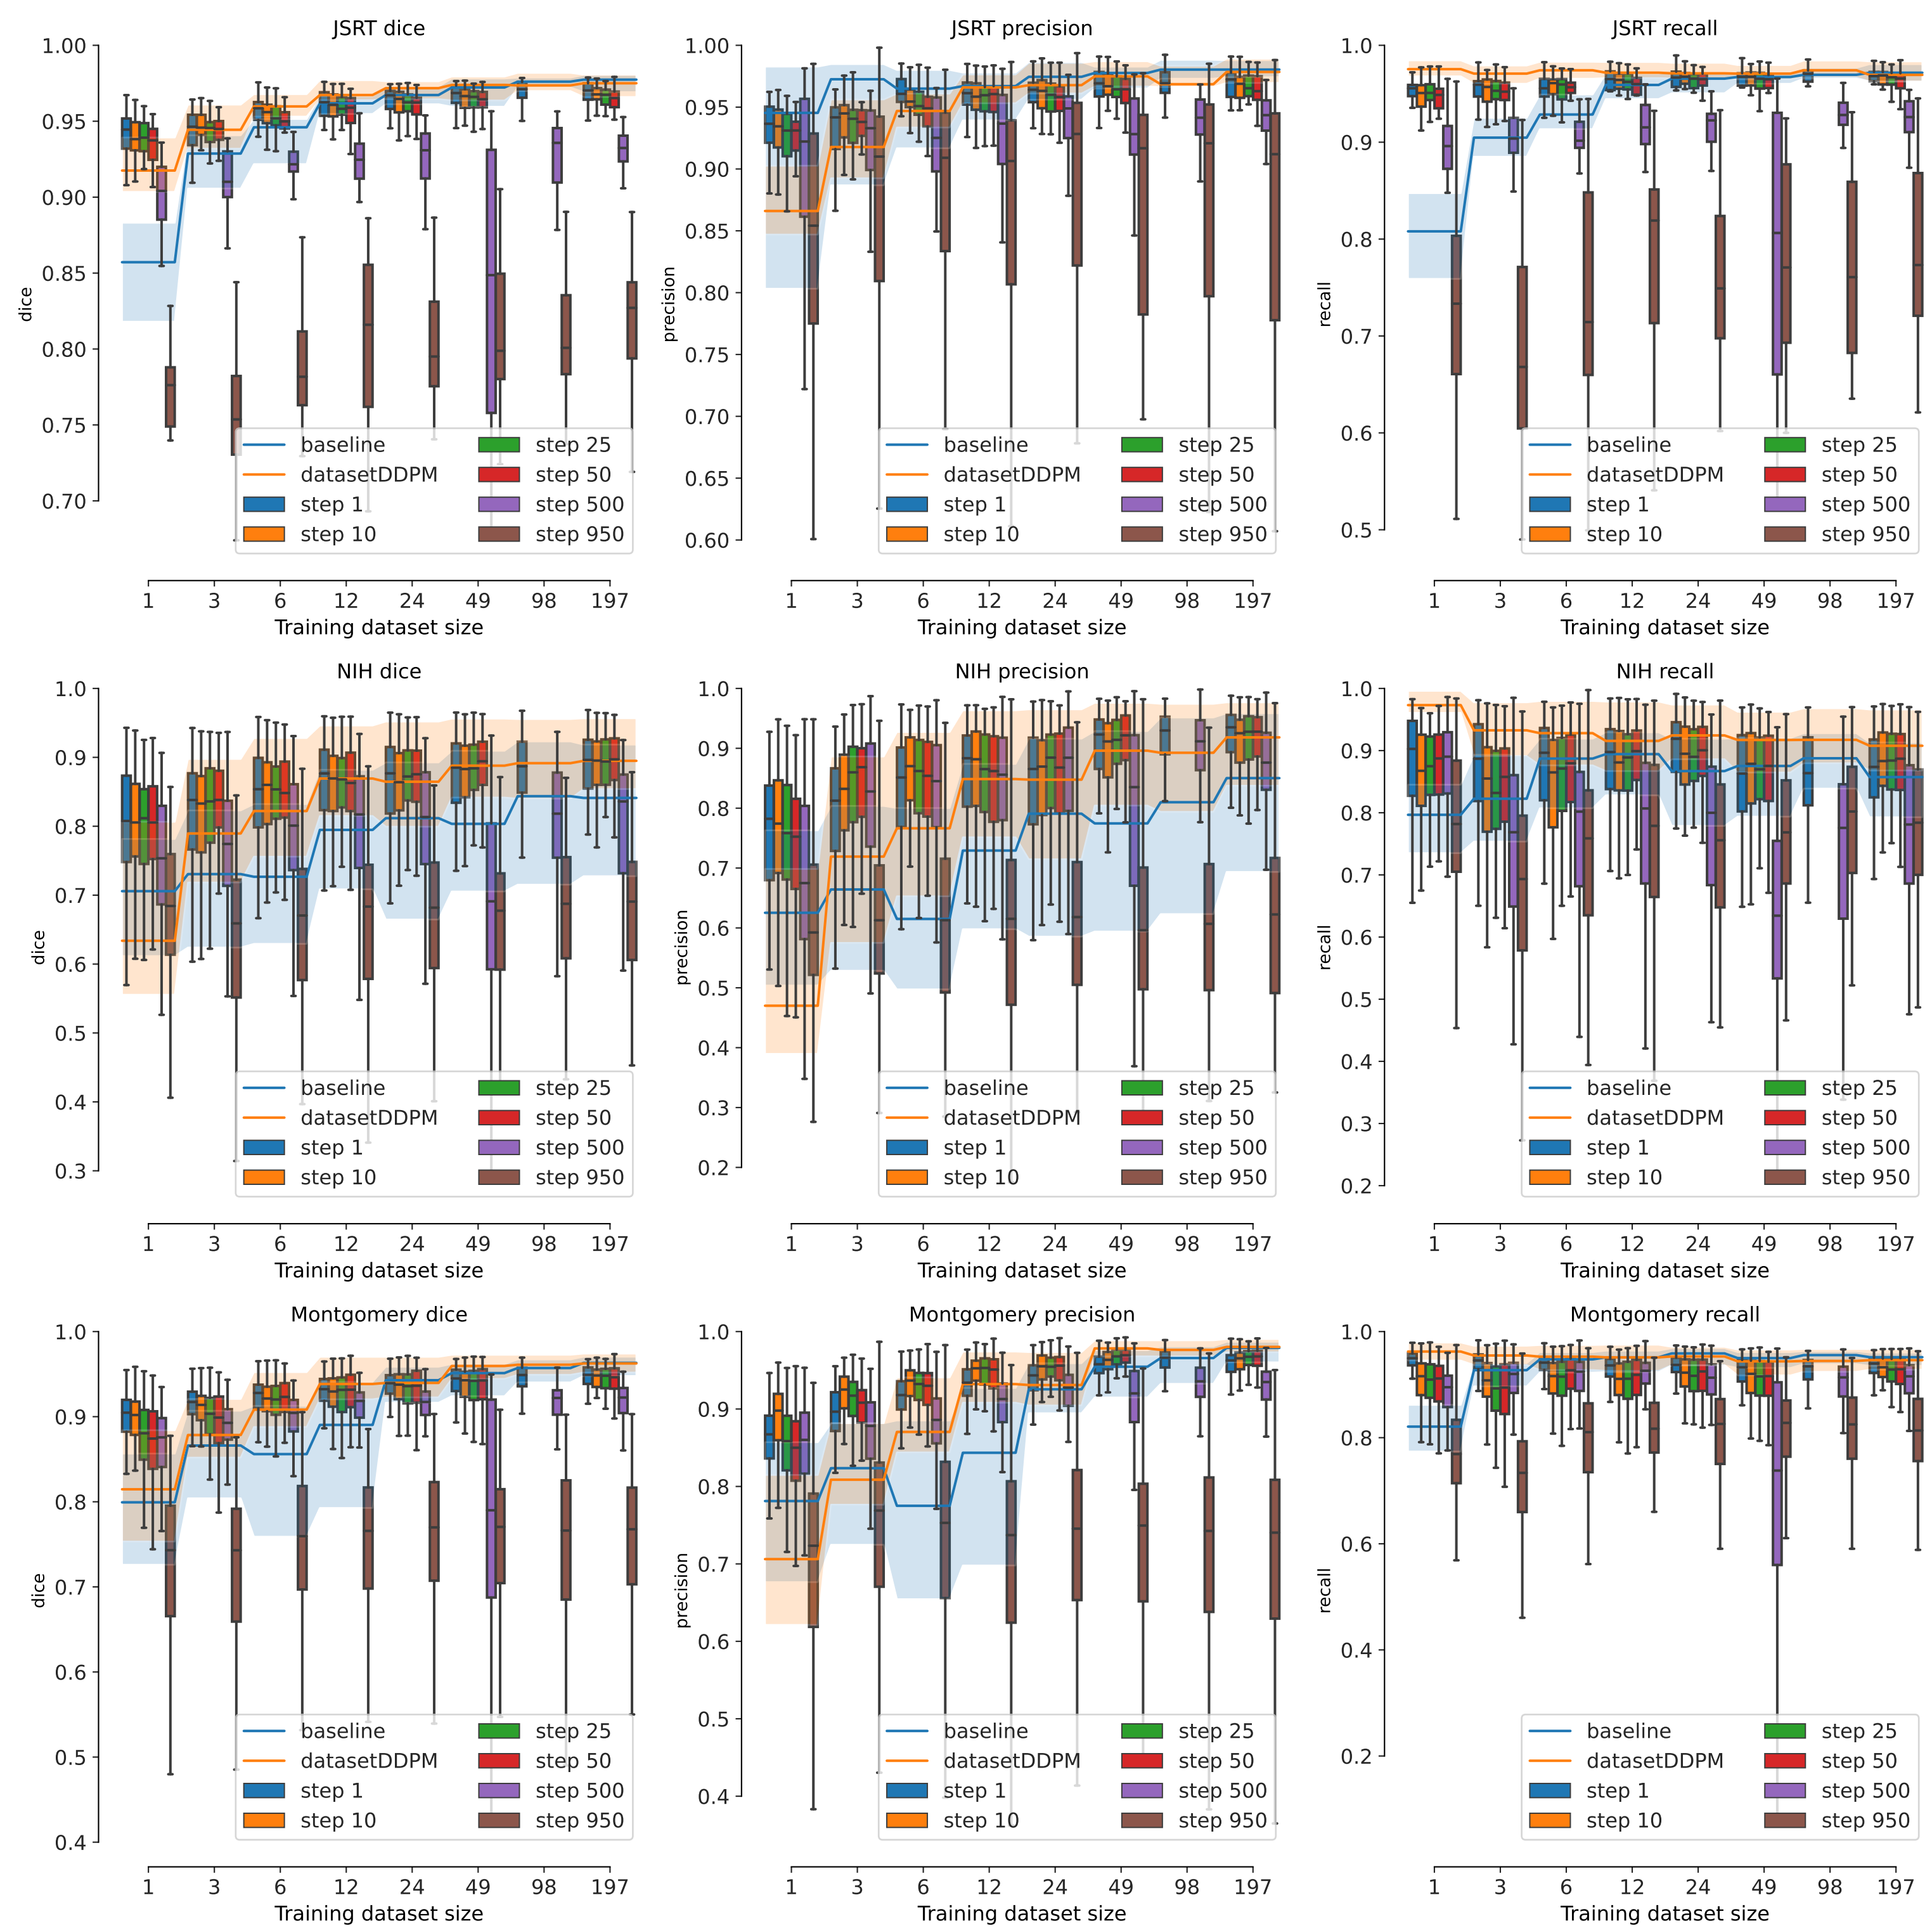 JSRT dice
1.00
0.95
0.90
0.85
0.80
0.75
0.70
dice
baseline
datasetDDPM
step 1
step 10
step 25
step 50
step 500
step 950
1 3 6 12 24 49 98 197
Training dataset size
JSRT precision
1.00
0.95
0.90
0.85
0.80
0.75
0.70
0.65
0.60
precision
baseline
datasetDDPM
step 1
step 10
step 25
step 50
step 500
step 950
1 3 6 12 24 49 98 197
Training dataset size
JSRT recall
1.0
0.9
0.8
0.7
0.6
0.5
recall
baseline
datasetDDPM
step 1
step 10
step 25
step 50
step 500
step 950
1 3 6 12 24 49 98 197
Training dataset size
NIH dice
1.0
0.9
0.8
0.7
0.6
0.5
0.4
0.3
dice
baseline
datasetDDPM
step 1
step 10
step 25
step 50
step 500
step 950
1 3 6 12 24 49 98 197
Training dataset size
NIH precision
1.0
0.9
0.8
0.7
0.6
0.5
0.4
0.3
0.2
precision
baseline
datasetDDPM
step 1
step 10
step 25
step 50
step 500
step 950
1 3 6 12 24 49 98 197
Training dataset size
NIH recall
1.0
0.9
0.8
0.7
0.6
0.5
0.4
0.3
0.2
recall
baseline
datasetDDPM
step 1
step 10
step 25
step 50
step 500
step 950
1 3 6 12 24 49 98 197
Training dataset size
Montgomery dice
1.0
0.9
0.8
0.7
0.6
0.5
0.4
dice
baseline
datasetDDPM
step 1
step 10
step 25
step 50
step 500
step 950
1 3 6 12 24 49 98 197
Training dataset size
Montgomery precision
1.0
0.9
0.8
0.7
0.6
0.5
0.4
precision
baseline
datasetDDPM
step 1
step 10
step 25
step 50
step 500
step 950
1 3 6 12 24 49 98 197
Training dataset size
Montgomery recall
1.0
0.8
0.6
0.4
0.2
recall
baseline
datasetDDPM
step 1
step 10
step 25
step 50
step 500
step 950
1 3 6 12 24 49 98 197
Training dataset size